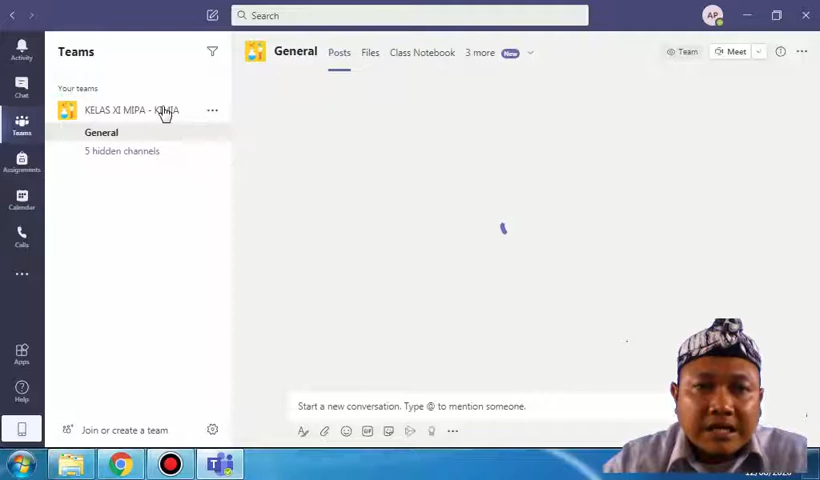 Search
AP
Activity
Chat
Teams
Assignments
Calendar
Calls
Apps
Help
Teams
Your teams
KELAS XI MIPA - KIMIA
General
5 hidden channels
Join or create a team
General
Posts
Files
Class Notebook
3 more
New
Team
Meet
Start a new conversation. Type @ to mention someone.
GIF